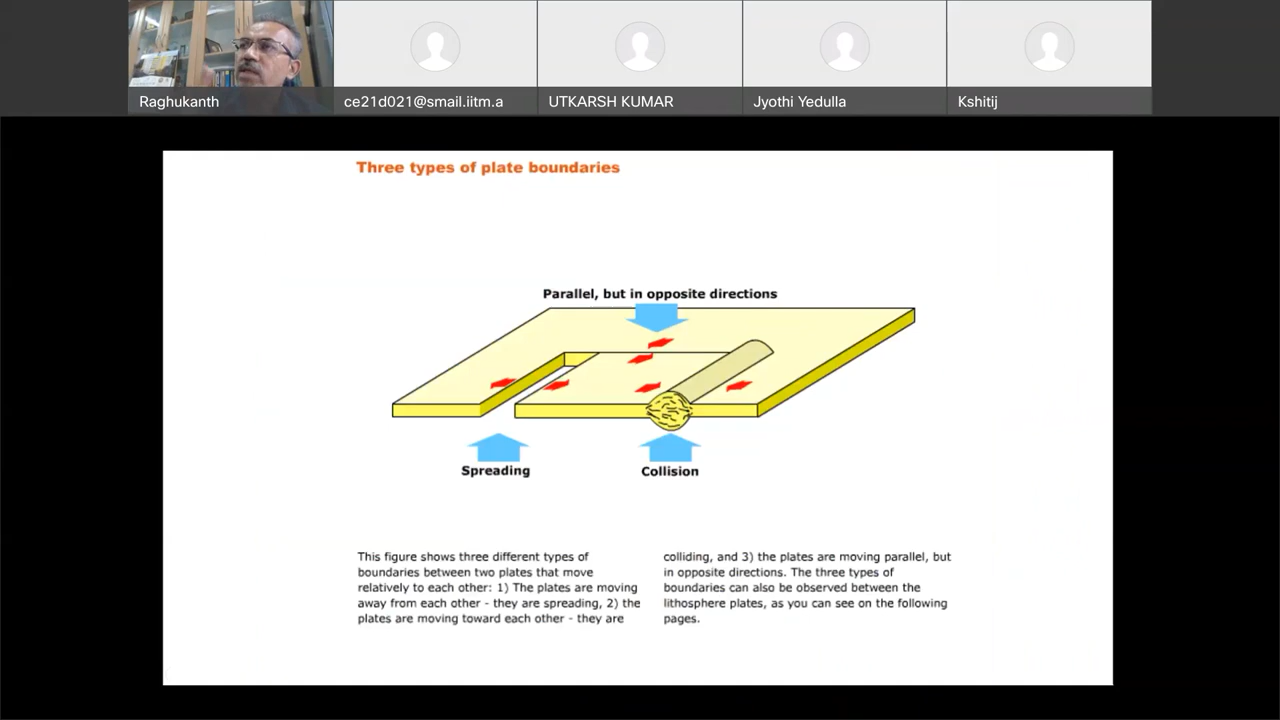 Raghukanth
ce21d021@smail.iitm.a
UTKARSH KUMAR
Jyothi Yedulla
Kshitij
Three types of plate boundaries
Parallel, but in opposite directions
Spreading
Collision
This figure shows three different types of
boundaries between two plates that move
relatively to each other: 1) The plates are moving
away from each other - they are spreading, 2) the
plates are moving toward each other - they are
colliding, and 3) the plates are moving parallel, but
in opposite directions. The three types of
boundaries can also be observed between the
lithosphere plates, as you can see on the following
pages.